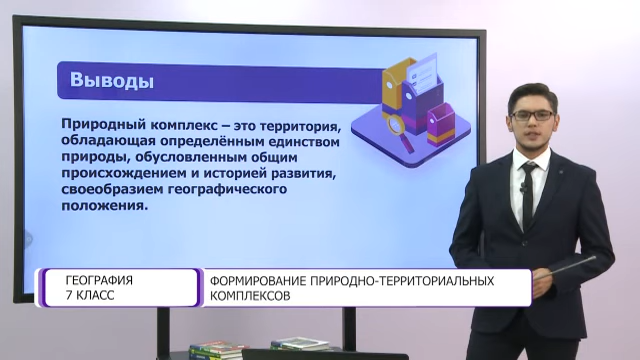 Выводы
Природный комплекс – это территория,
обладающая определённым единством
природы, обусловленным общим
происхождением и историей развития,
своеобразием географического
положения.
ГЕОГРАФИЯ
7 КЛАСС
ФОРМИРОВАНИЕ ПРИРОДНО-ТЕРРИТОРИАЛЬНЫХ
КОМПЛЕКСОВ